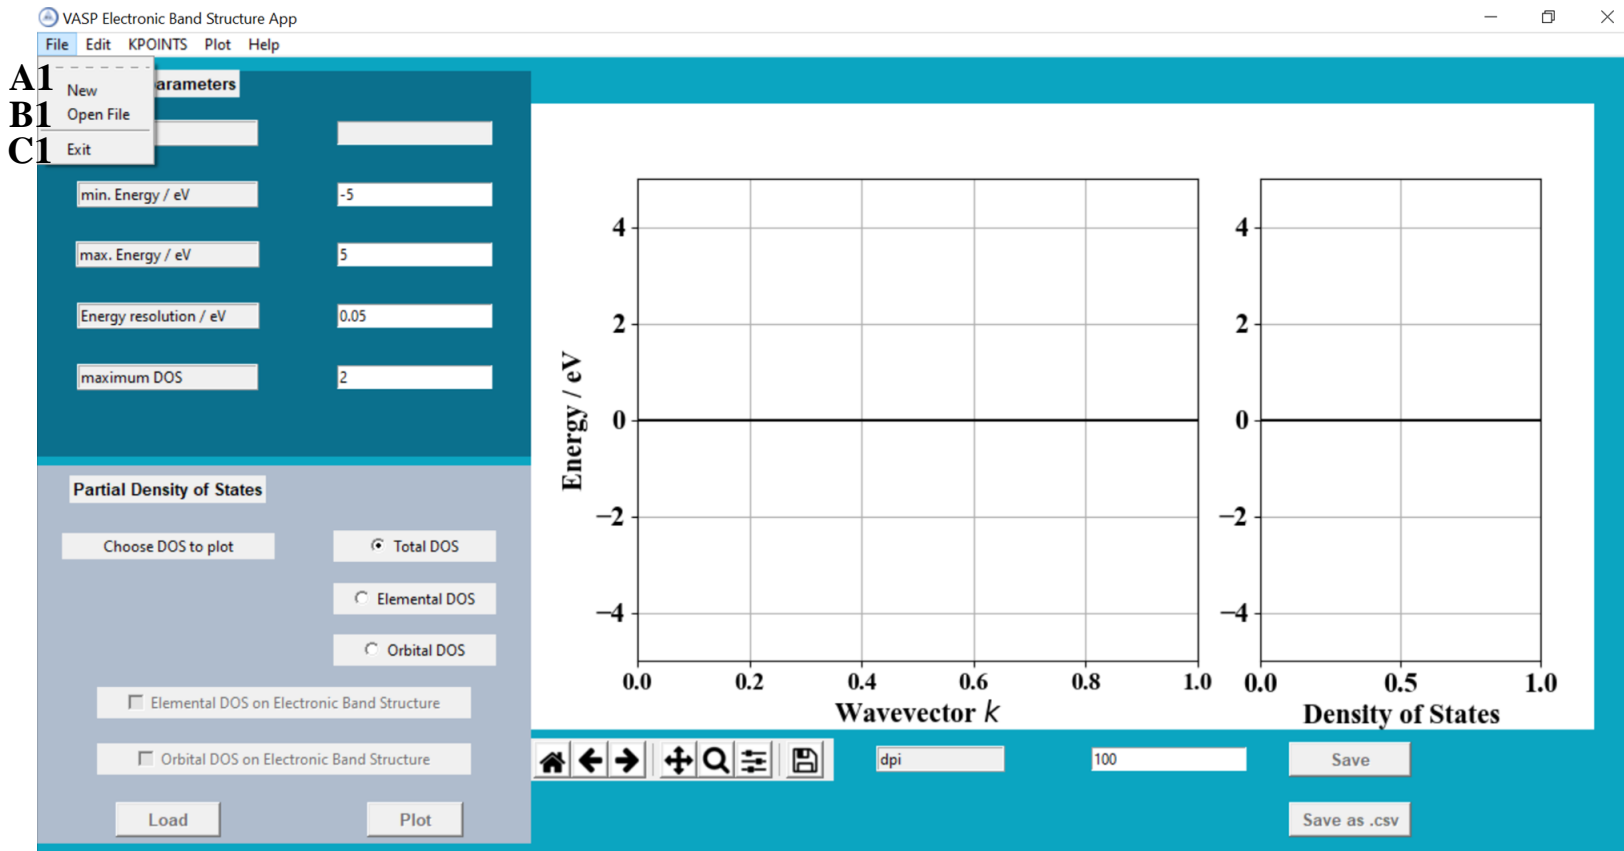 VASP Electronic Band Structure App
File Edit KPOINTS Plot Help
A1 New
arameters
B1 Open File
C1 Exit
min. Energy / eV -5
max. Energy / eV 5
Energy resolution / eV 0.05
maximum DOS 2
Partial Density of States
Choose DOS to plot
Total DOS
Elemental DOS
Orbital DOS
Elemental DOS on Electronic Band Structure
Orbital DOS on Electronic Band Structure
Load Plot
Energy / eV
4
2
0
−2
−4
0.0 0.2 0.4 0.6 0.8 1.0
Wavevector k
4
2
0
−2
−4
0.0 0.5 1.0
Density of States
dpi 100 Save
Save as .csv